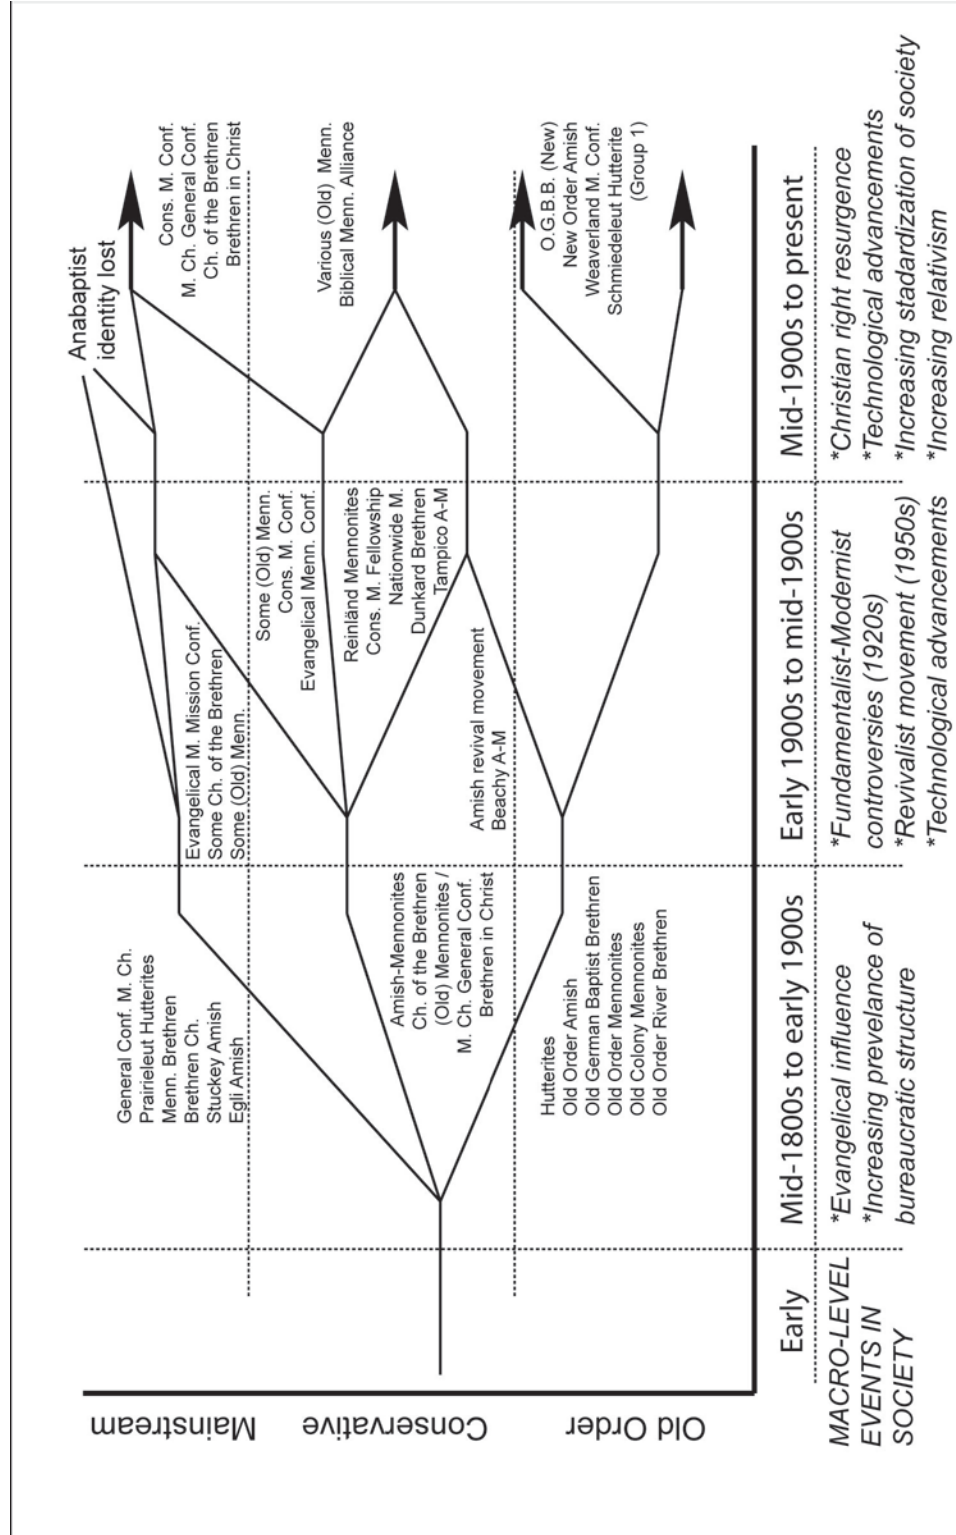 Mainstream
Conservative
Old Order
Anabaptist
identity lost
General Conf. M. Ch.
Prairieleut Hutterites
Menn. Brethren
Brethren Ch.
Stuckey Amish
Egli Amish
Evangelical M. Mission Conf.
Some Ch. of the Brethren
Some (Old) Menn.
Cons. M. Conf.
M. Ch. General Conf.
Ch. of the Brethren
Brethren in Christ
Some (Old) Menn.
Cons. M. Conf.
Evangelical Menn. Conf.
Various (Old) Menn.
Biblical Menn. Alliance
Reinländ Mennonites
Cons. M. Fellowship
Nationwide M.
Dunkard Brethren
Tampico A-M
Amish-Mennonites
Ch. of the Brethren
(Old) Mennonites /
M. Ch. General Conf.
Brethren in Christ
Amish revival movement
Beachy A-M
Hutterites
Old Order Amish
Old German Baptist Brethren
Old Order Mennonites
Old Colony Mennonites
Old Order River Brethren
O.G.B.B. (New)
New Order Amish
Weaverland M. Conf.
Schmiedeleut Hutterite
(Group 1)
Early
Mid-1800s to early 1900s
Early 1900s to mid-1900s
Mid-1900s to present
MACRO-LEVEL
EVENTS IN
SOCIETY
*Evangelical influence
*Increasing prevelance of
bureaucratic structure
*Fundamentalist-Modernist
controversies (1920s)
*Revivalist movement (1950s)
*Technological advancements
*Christian right resurgence
*Technological advancements
*Increasing stadardization of society
*Increasing relativism